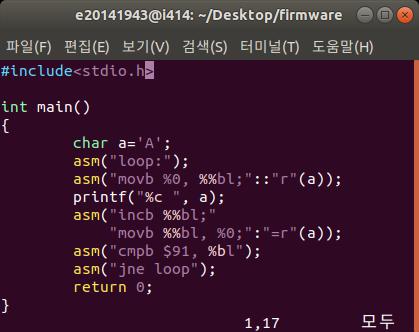 e20141943@i414: ~/Desktop/firmware
파일(F) 편집(E) 보기(V) 검색(S) 터미널(T) 도움말(H)
#include<stdio.h>
int main()
{
char a='A';
asm("loop:");
asm("movb %0, %%bl;"::"r"(a));
printf("%c ", a);
asm("incb %%bl;"
"movb %%bl, %0;":"=r"(a));
asm("cmpb $91, %bl");
asm("jne loop");
return 0;
}
1,17 모두